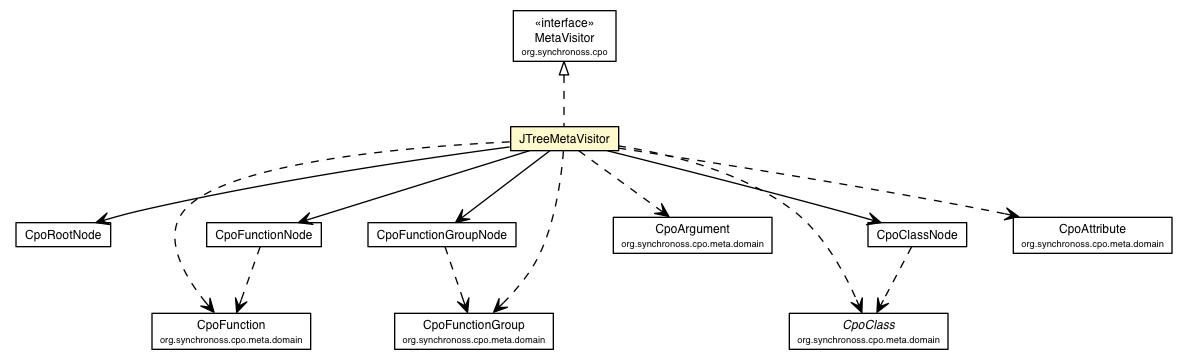 «interface»
MetaVisitor
org.synchronoss.cpo
JTreeMetaVisitor
CpoRootNode
CpoFunctionNode
CpoFunctionGroupNode
CpoArgument
org.synchronoss.cpo.meta.domain
CpoClassNode
CpoAttribute
org.synchronoss.cpo.meta.domain
CpoFunction
org.synchronoss.cpo.meta.domain
CpoFunctionGroup
org.synchronoss.cpo.meta.domain
CpoClass
org.synchronoss.cpo.meta.domain